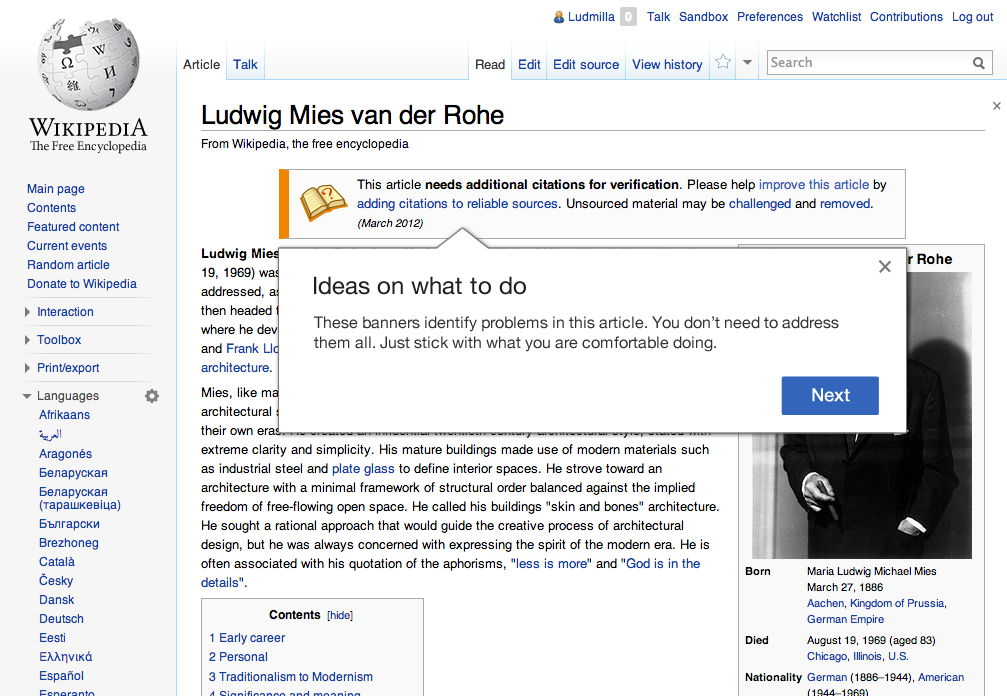 Ludmilla 0 Talk Sandbox Preferences Watchlist Contributions Log out
Article Talk Read Edit Edit source View history Search
WIKIPEDIA
The Free Encyclopedia
Main page
Contents
Featured content
Current events
Random article
Donate to Wikipedia
Interaction
Toolbox
Print/export
Languages
Afrikaans
العربية
Aragonés
Беларуская
Беларуская
(тарашкевіца)
Български
Brezhoneg
Català
Česky
Dansk
Deutsch
Eesti
Ελληνικά
Español
Esperanto
Ludwig Mies van der Rohe
From Wikipedia, the free encyclopedia
This article needs additional citations for verification. Please help improve this article by
adding citations to reliable sources. Unsourced material may be challenged and removed.
(March 2012)
Ideas on what to do
These banners identify problems in this article. You don’t need to address
them all. Just stick with what you are comfortable doing.
Next
Ludwig Mies
19, 1969) was
addressed, as
then headed
where he dev
and Frank Llo
architecture.
Mies, like ma
architectural s
their own eras. He created an influential twentieth century architectural style, stated with
extreme clarity and simplicity. His mature buildings made use of modern materials such
as industrial steel and plate glass to define interior spaces. He strove toward an
architecture with a minimal framework of structural order balanced against the implied
freedom of free-flowing open space. He called his buildings "skin and bones" architecture.
He sought a rational approach that would guide the creative process of architectural
design, but he was always concerned with expressing the spirit of the modern era. He is
often associated with his quotation of the aphorisms, "less is more" and "God is in the
details".
Contents [hide]
1 Early career
2 Personal
3 Traditionalism to Modernism
4 Significance and meaning
r Rohe
Born Maria Ludwig Michael Mies
March 27, 1886
Aachen, Kingdom of Prussia,
German Empire
Died August 19, 1969 (aged 83)
Chicago, Illinois, U.S.
Nationality German (1886–1944), American
(1944–1969)